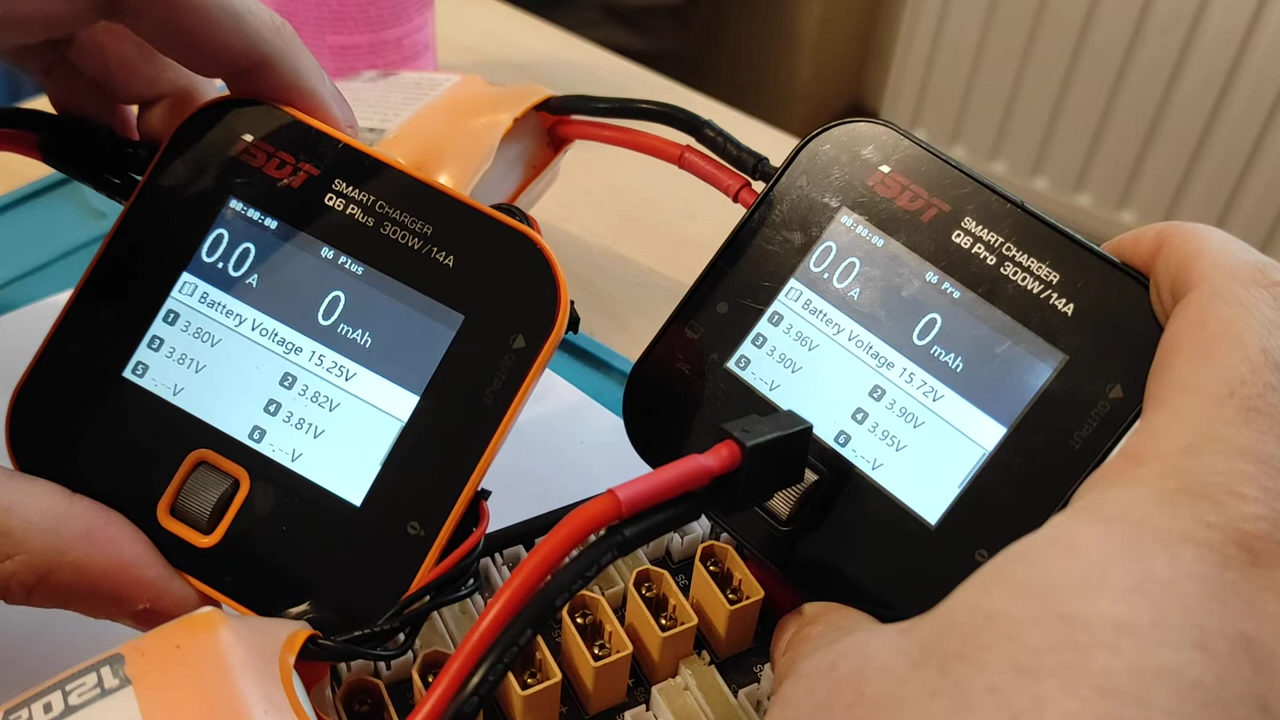 iSDT
SMART CHARGER
Q6 Plus 300W/14A
00:00:00
Q6 Plus
0.0A
0mAh
Battery Voltage 15.25V
1 3.80V
2 3.82V
3 3.81V
4 3.81V
5 -.--V
6 -.--V
OUTPUT
iSDT
SMART CHARGER
Q6 Pro 300W/14A
00:00:00
Q6 Pro
0.0A
0mAh
Battery Voltage 15.72V
1 3.96V
2 3.90V
3 3.90V
4 3.95V
5 -.--V
6 -.--V
OUTPUT